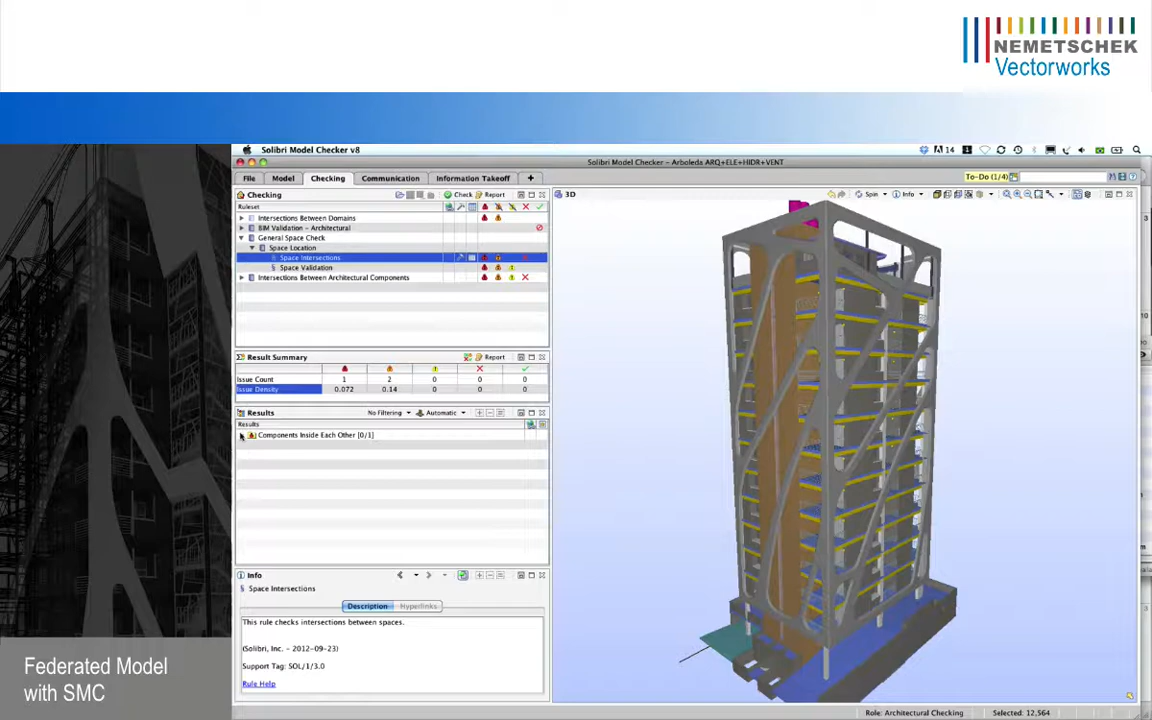 NEMETSCHEK
Vectorworks
Solibri Model Checker v8
14
Solibri Model Checker – Arboleda ARQ+ELE+HIDR+VENT
File Model Checking Communication Information Takeoff +
To-Do (1/4)
Checking
Check Report
3D
Spin Info
Ruleset
Intersections Between Domains
BIM Validation – Architectural
General Space Check
Space Location
§ Space Intersections
§ Space Validation
Intersections Between Architectural Components
Result Summary
Report
Issue Count 1 2 0 0 0
Issue Density 0.072 0.14 0 0 0
Results
No Filtering Automatic
Results
Components Inside Each Other [0/1]
Info
§ Space Intersections
Description Hyperlinks
This rule checks intersections between spaces.
(Solibri, Inc. – 2012-09-23)
Support Tag: SOL/1/3.0
Rule Help
Federated Model
with SMC
10
Role: Architectural Checking Selected: 12,564